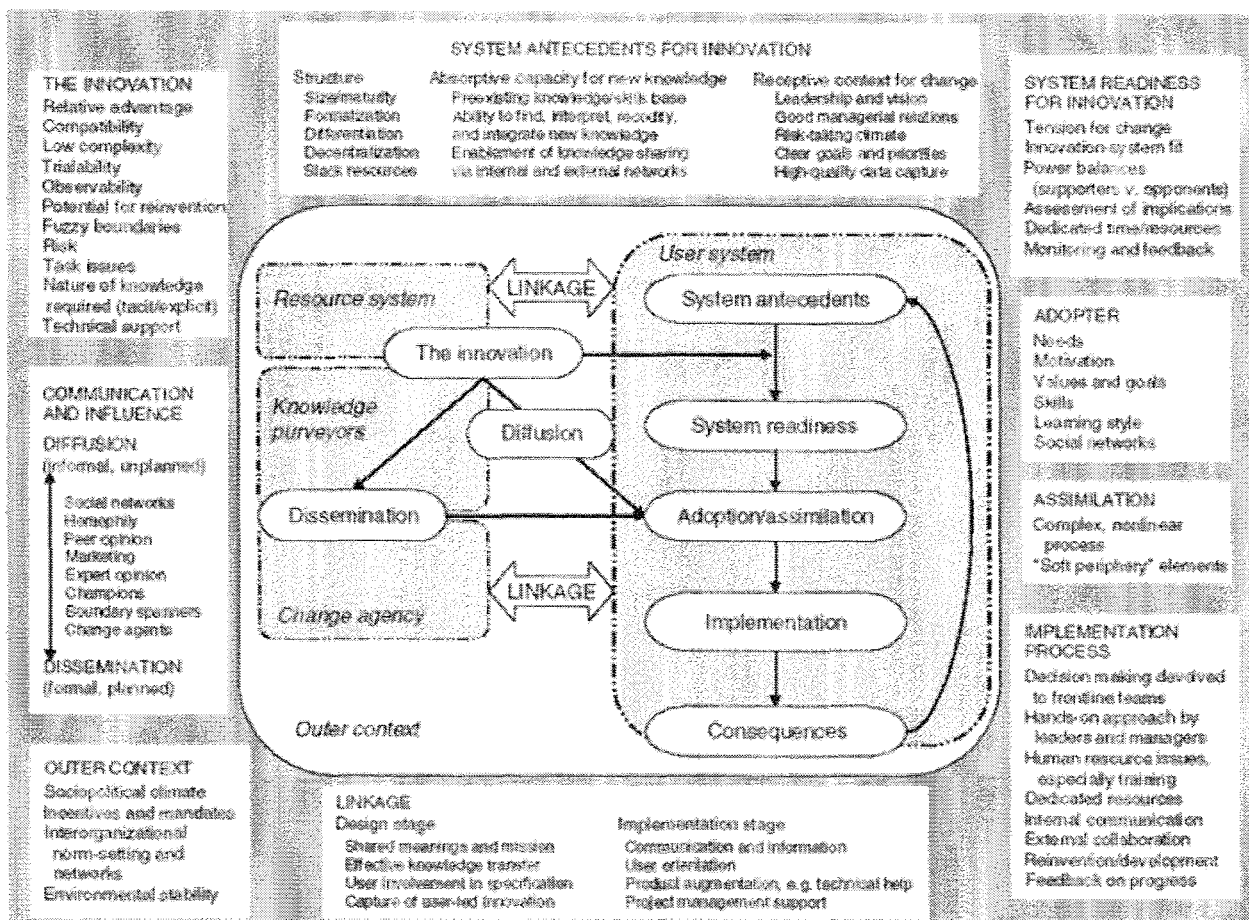 SYSTEM ANTECEDENTS FOR INNOVATION
Structure
Size/maturity
Formalization
Differentiation
Decentralization
Slack resources
Absorptive capacity for new knowledge
Preexisting knowledge/skills base
Ability to find, interpret, recodify,
and integrate new knowledge
Enablement of knowledge sharing
via internal and external networks
Receptive context for change
Leadership and vision
Good managerial relations
Risk-taking climate
Clear goals and priorities
High-quality data capture
THE INNOVATION
Relative advantage
Compatibility
Low complexity
Trialability
Observability
Potential for reinvention
Fuzzy boundaries
Risk
Task issues
Nature of knowledge
required (tacit/explicit)
Technical support
COMMUNICATION
AND INFLUENCE
DIFFUSION
(informal, unplanned)
Social networks
Homophily
Peer opinion
Marketing
Expert opinion
Champions
Boundary spanners
Change agents
DISSEMINATION
(formal, planned)
OUTER CONTEXT
Sociopolitical climate
Incentives and mandates
Interorganizational
norm-setting and
networks
Environmental stability
Resource system
LINKAGE
The innovation
Knowledge
purveyors
Diffusion
Dissemination
LINKAGE
Change agency
Outer context
User system
System antecedents
System readiness
Adoption/assimilation
Implementation
Consequences
SYSTEM READINESS
FOR INNOVATION
Tension for change
Innovation-system fit
Power balances
(supporters v. opponents)
Assessment of implications
Dedicated time/resources
Monitoring and feedback
ADOPTER
Needs
Motivation
Values and goals
Skills
Learning style
Social networks
ASSIMILATION
Complex, nonlinear
process
"Soft periphery" elements
IMPLEMENTATION
PROCESS
Decision making devolved
to frontline teams
Hands-on approach by
leaders and managers
Human resource issues,
especially training
Dedicated resources
Internal communication
External collaboration
Reinvention/development
Feedback on progress
LINKAGE
Design stage
Shared meanings and mission
Effective knowledge transfer
User involvement in specification
Capture of user-led innovation
Implementation stage
Communication and information
User orientation
Product augmentation, e.g. technical help
Project management support